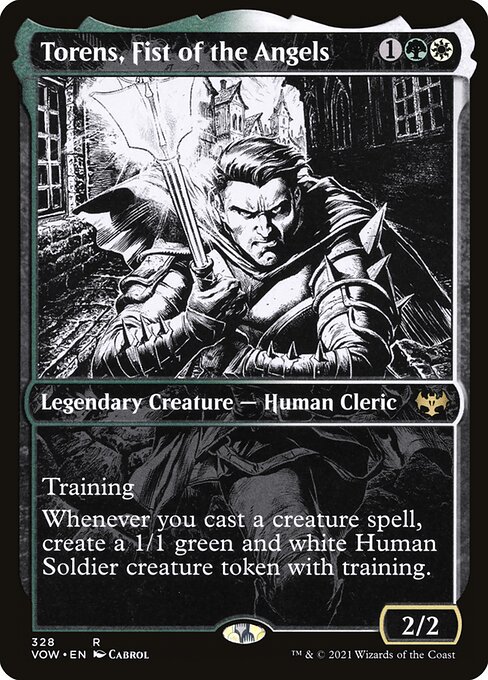 Torens, Fist of the Angels 1
Legendary Creature — Human Cleric
Training
Whenever you cast a creature spell,
create a 1/1 green and white Human
Soldier creature token with training.
2/2
328 R
VOW • EN CABROL
™ & © 2021 Wizards of the Coast